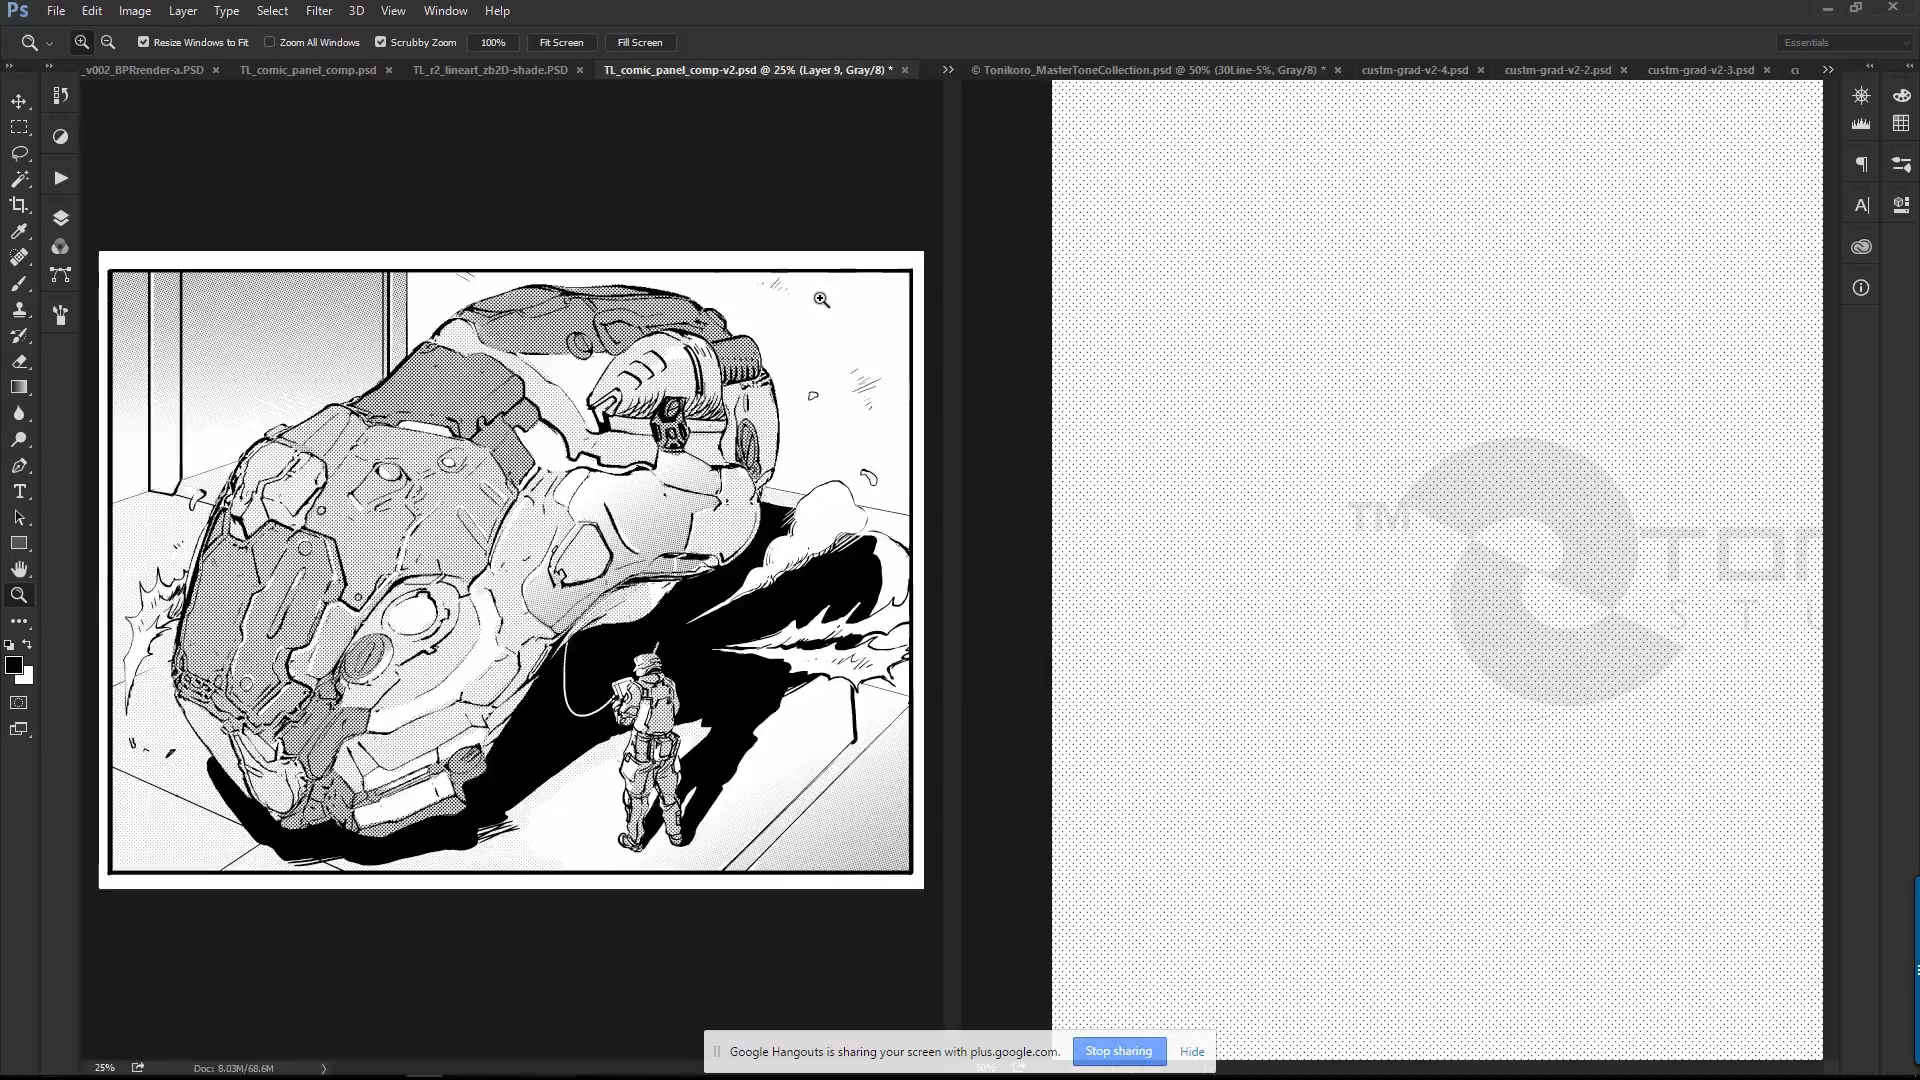 Ps File Edit Image Layer Type Select Filter 3D View Window Help
Resize Windows to Fit Zoom All Windows Scrubby Zoom 100% Fit Screen Fill Screen Essentials
_v002_BPRrender-a.PSD × TL_comic_panel_comp.psd × TL_r2_lineart_zb2D-shade.PSD × TL_comic_panel_comp-v2.psd @ 25% (Layer 9, Gray/8) * × © Tonikoro_MasterToneCollection.psd @ 50% (30Line-5%, Gray/8) * × custm-grad-v2-4.psd × custm-grad-v2-2.psd × custm-grad-v2-3.psd ×
TM
S T U
Google Hangouts is sharing your screen with plus.google.com. Stop sharing Hide
25% Doc: 8.03M/68.6M